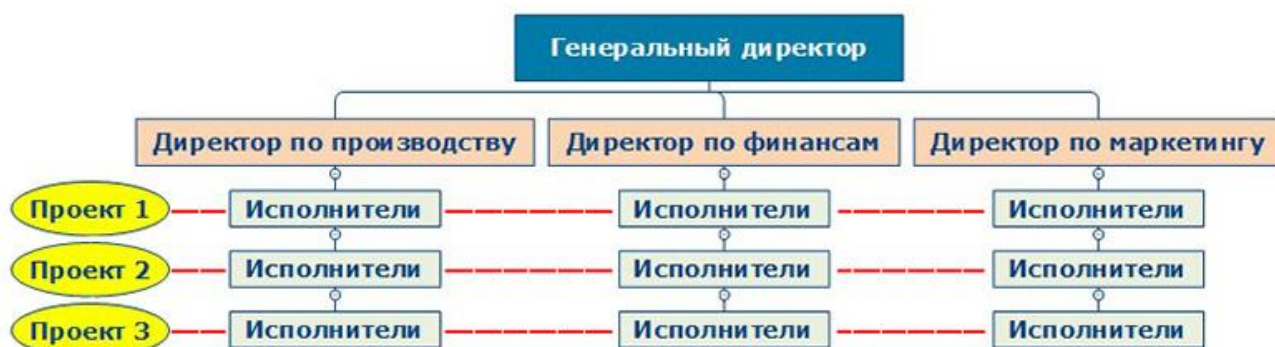 Генеральный директор
Директор по производству Директор по финансам Директор по маркетингу
Проект 1 Исполнители Исполнители Исполнители
Проект 2 Исполнители Исполнители Исполнители
Проект 3 Исполнители Исполнители Исполнители